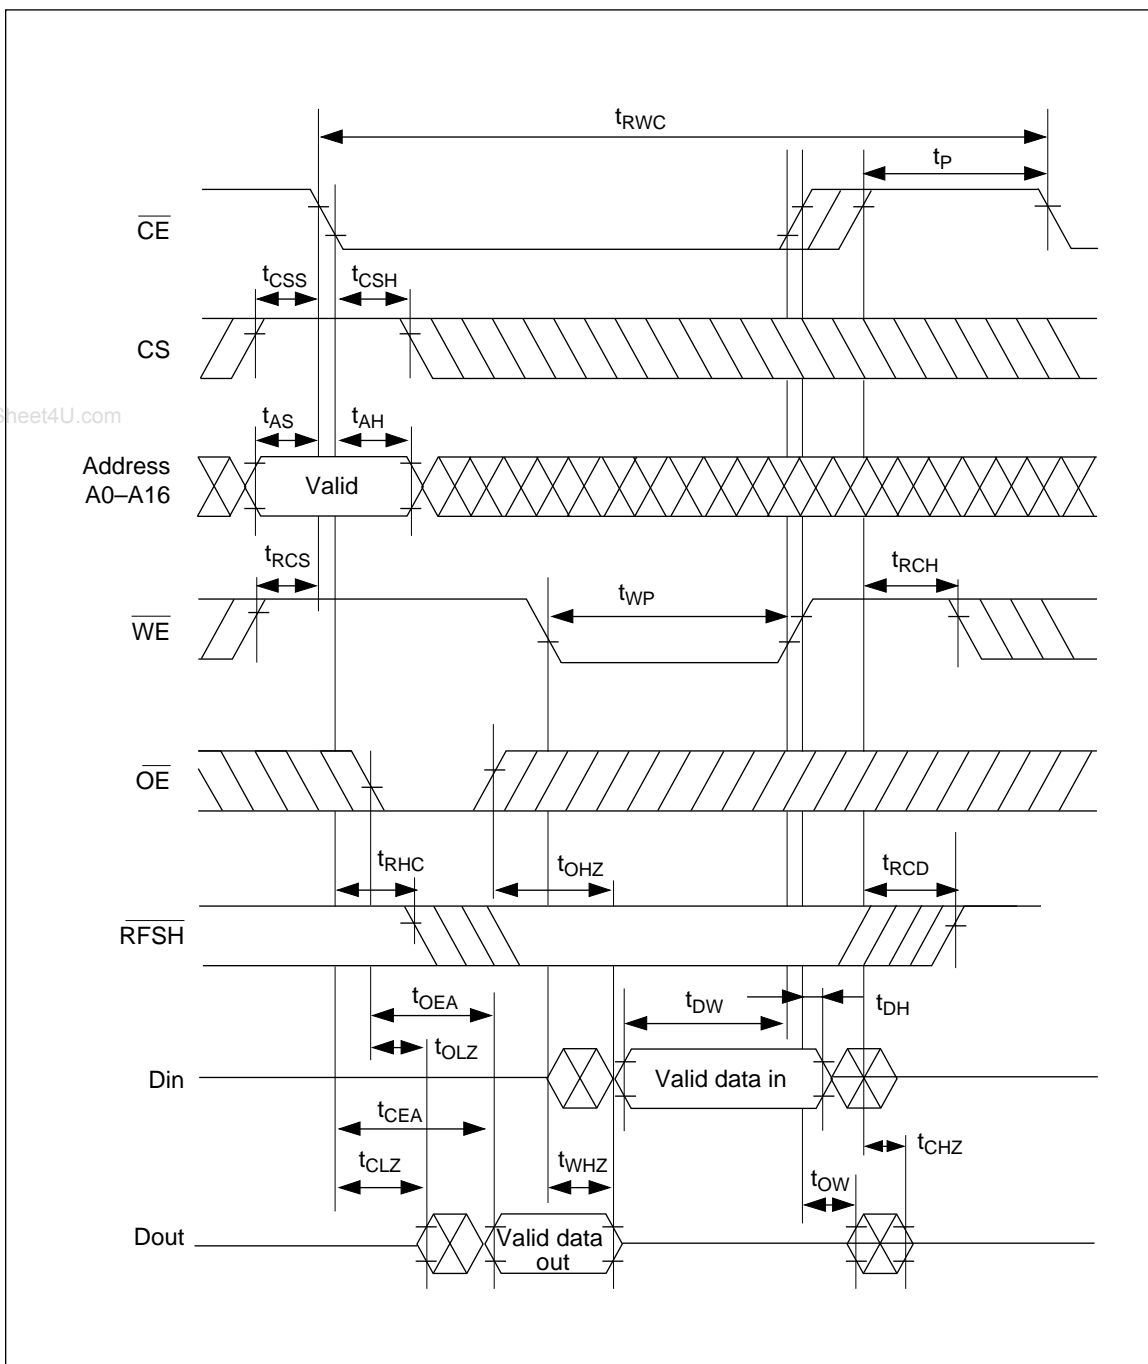 tRWC
tP
CE
tCSS
tCSH
CS
Sheet4U.com
tAS
tAH
Address
A0–A16
Valid
tRCS
tRCH
tWP
WE
OE
tRHC
tOHZ
tRCD
RFSH
tOEA
tDW
tDH
tOLZ
Din
Valid data in
tCEA
tCHZ
tCLZ
tWHZ
tOW
Dout
Valid data
out